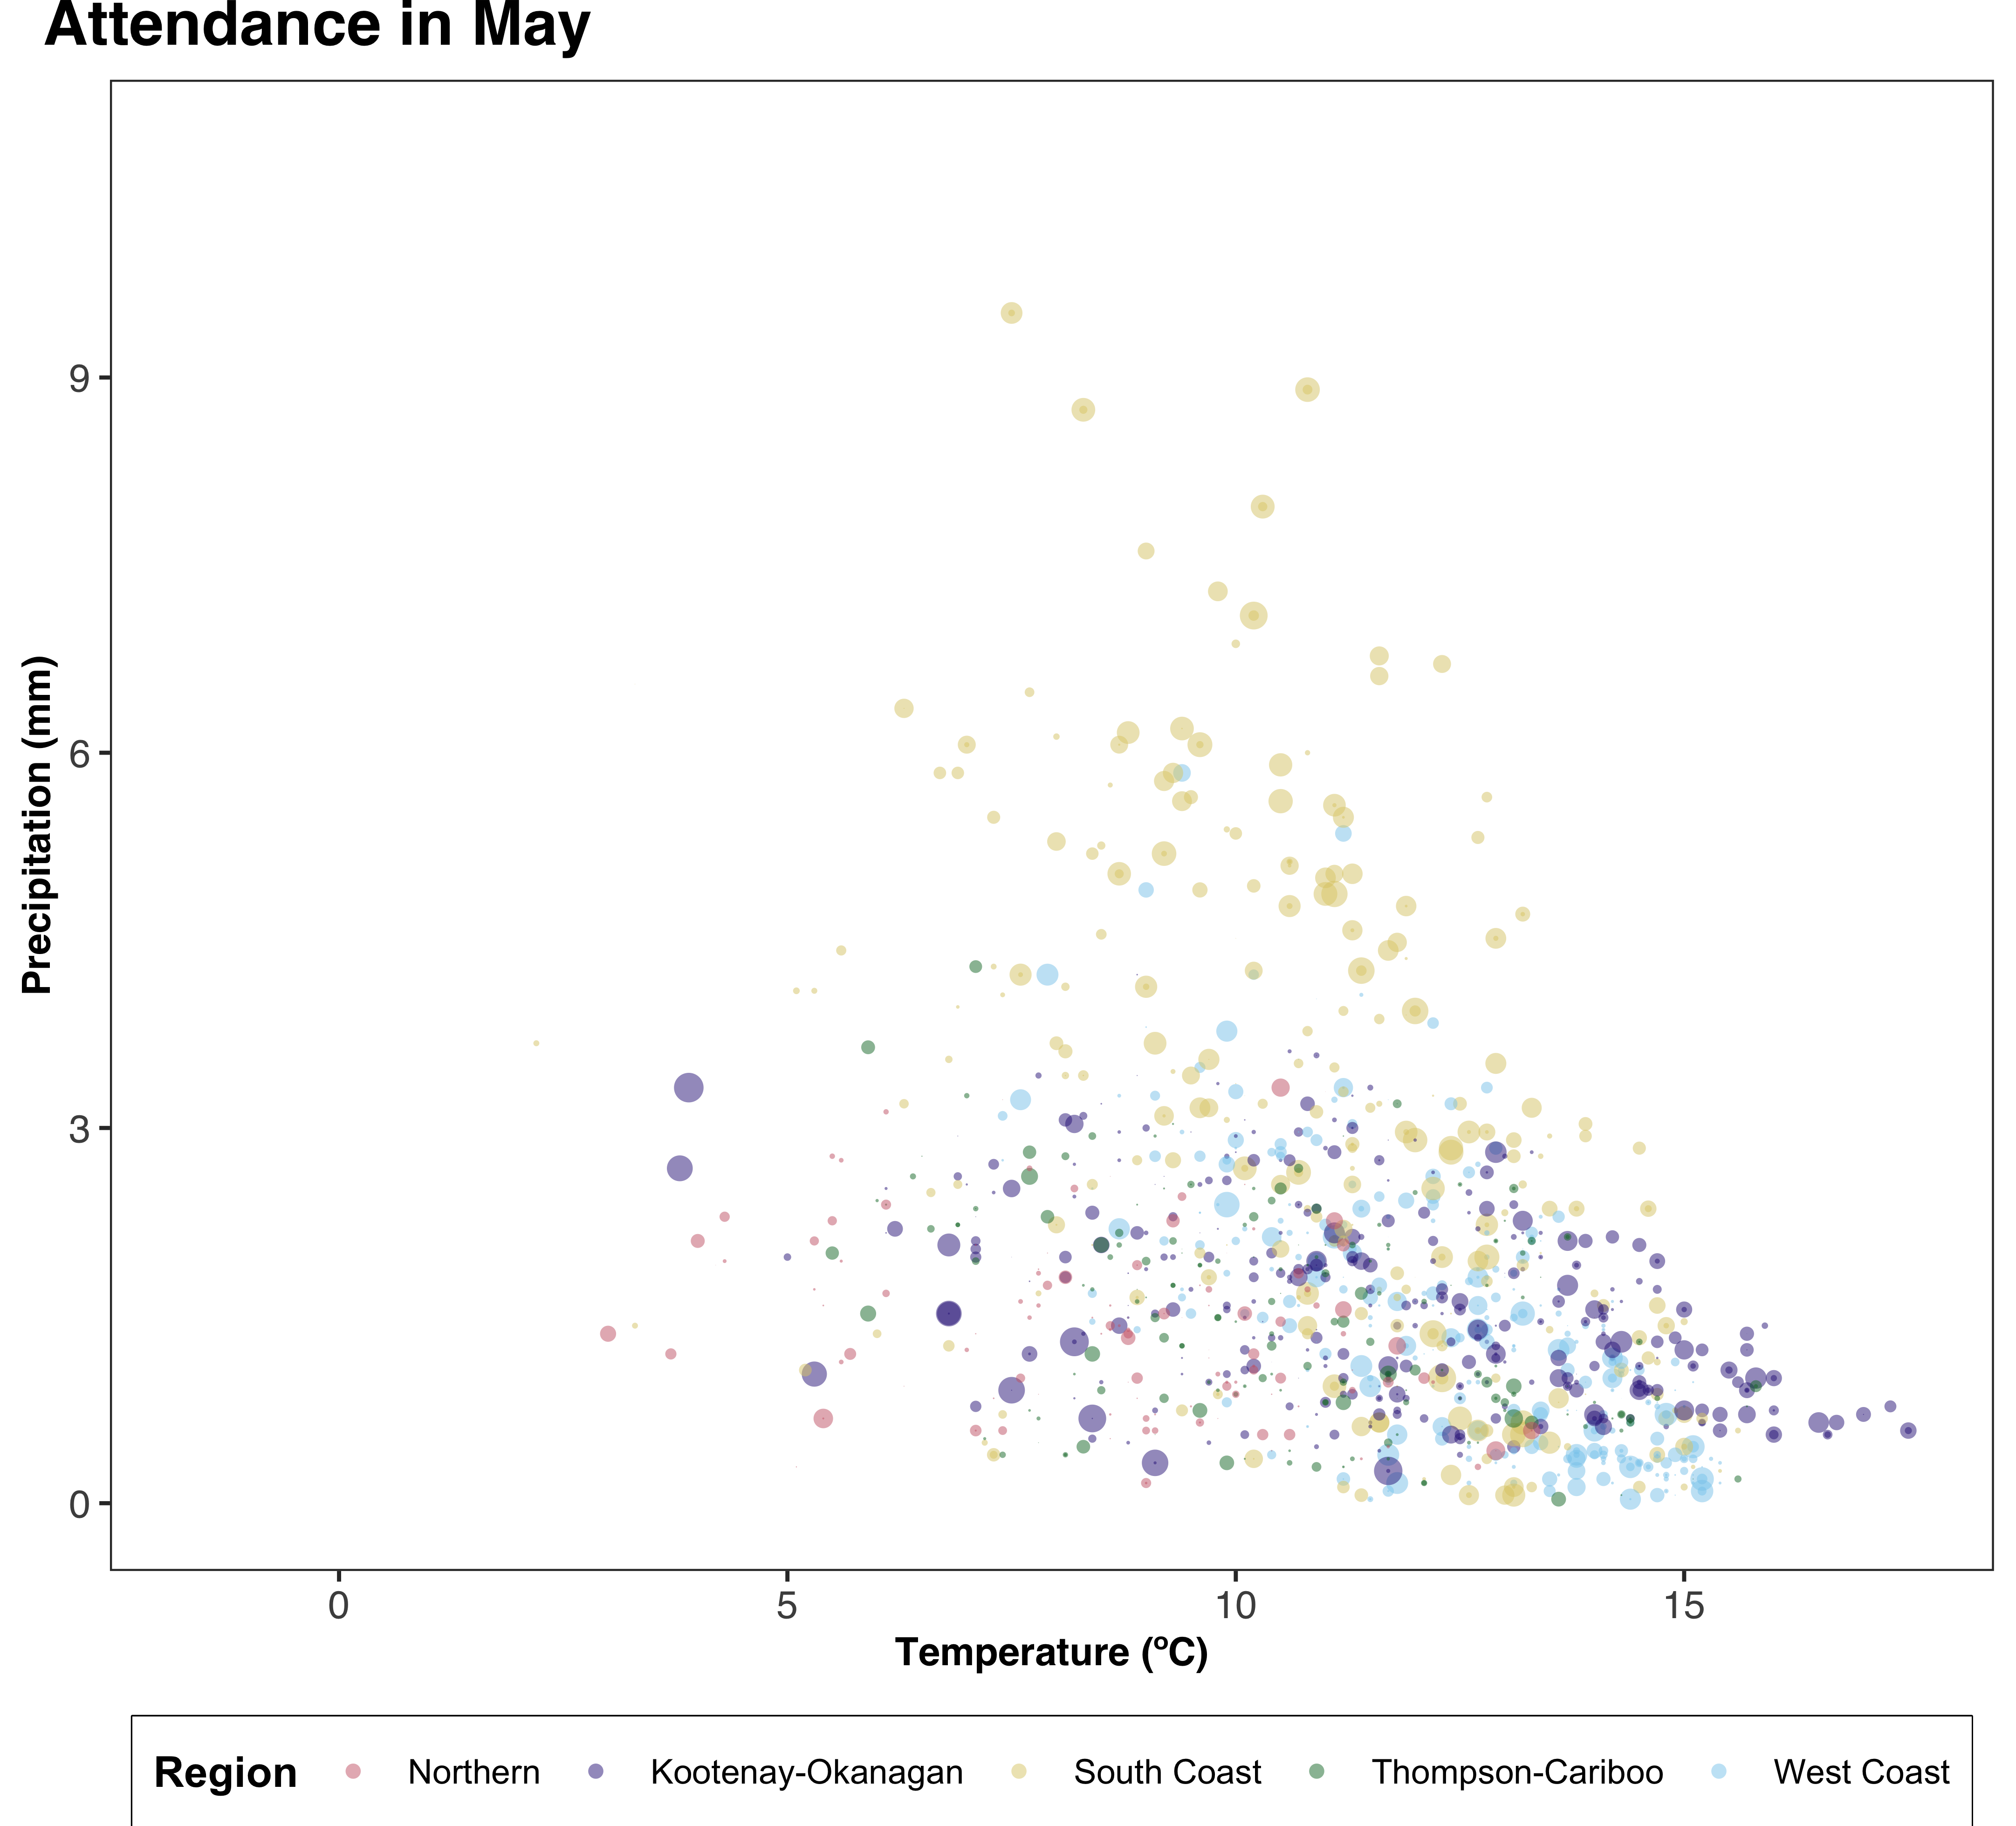 Attendance in May
Precipitation (mm)
9
6
3
0
0 5 10 15
Temperature (ºC)
Region Northern Kootenay-Okanagan South Coast Thompson-Cariboo West Coast